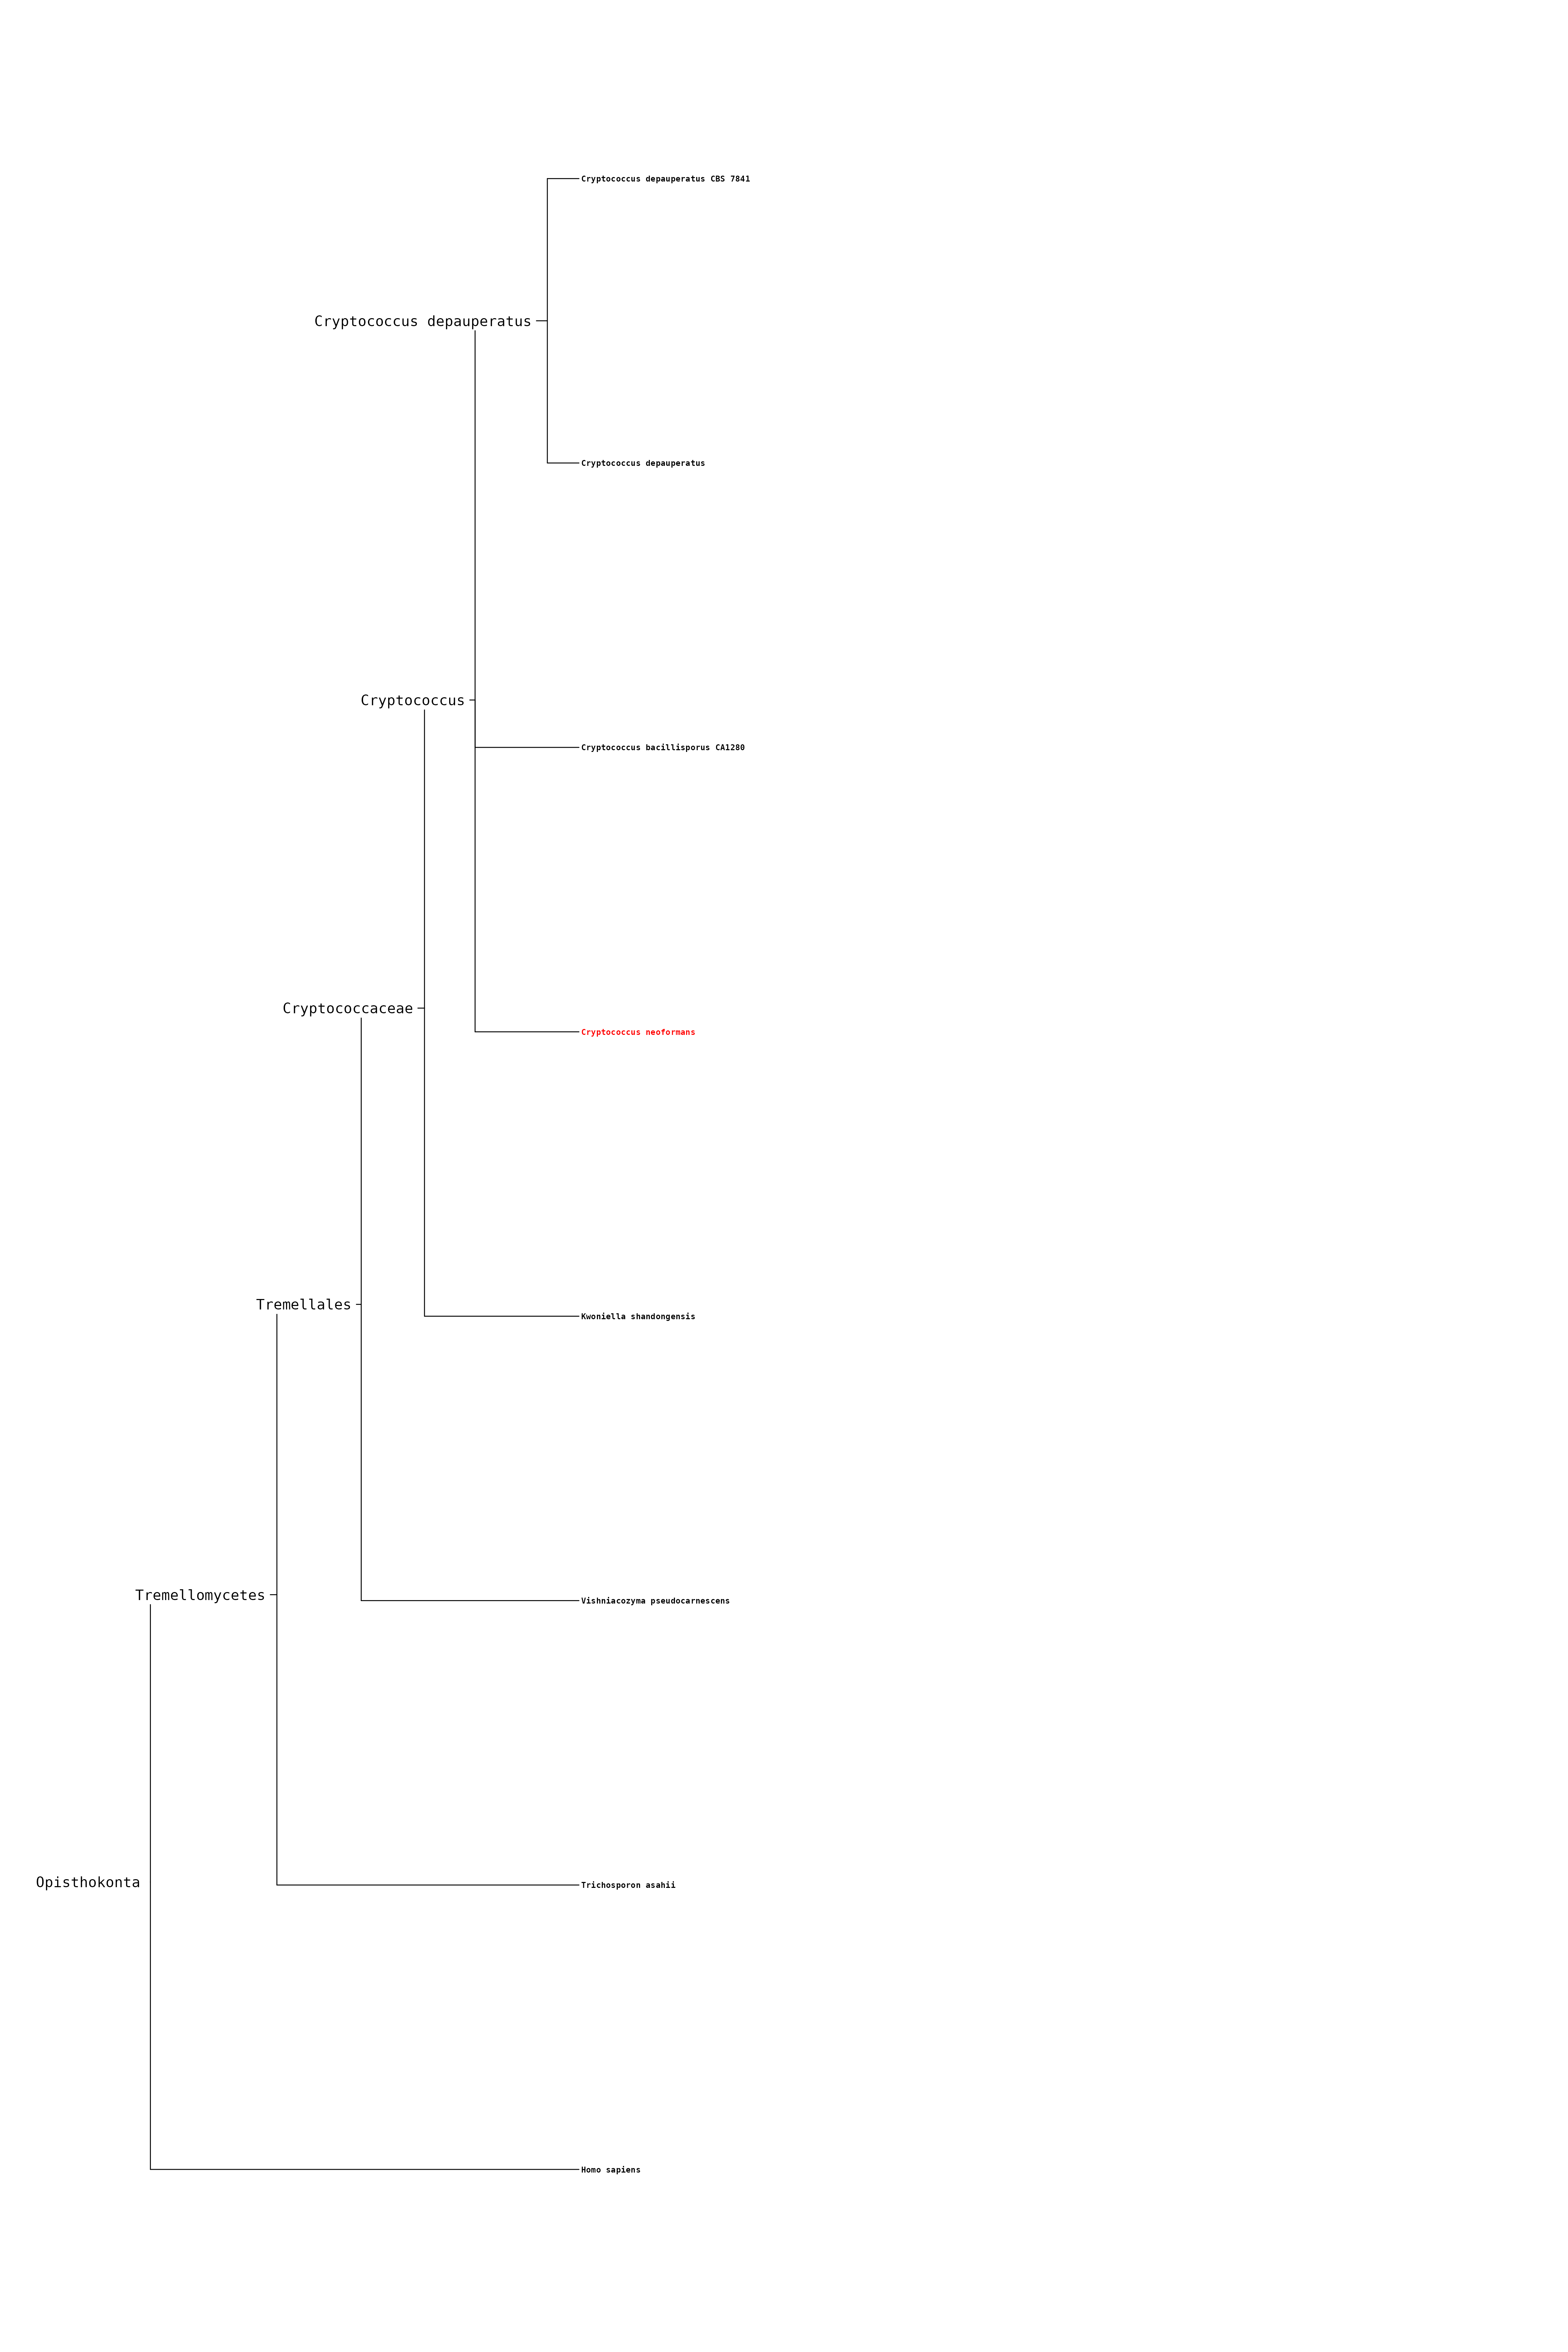 Cryptococcus depauperatus CBS 7841
Cryptococcus depauperatus
Cryptococcus depauperatus
Cryptococcus
Cryptococcus bacillisporus CA1280
Cryptococcaceae
Cryptococcus neoformans
Tremellales
Kwoniella shandongensis
Tremellomycetes
Vishniacozyma pseudocarnescens
Opisthokonta
Trichosporon asahii
Homo sapiens